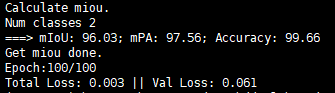 Calculate miou.
Num classes 2
===> mIoU: 96.03; mPA: 97.56; Accuracy: 99.66
Get miou done.
Epoch:100/100
Total Loss: 0.003 || Val Loss: 0.061